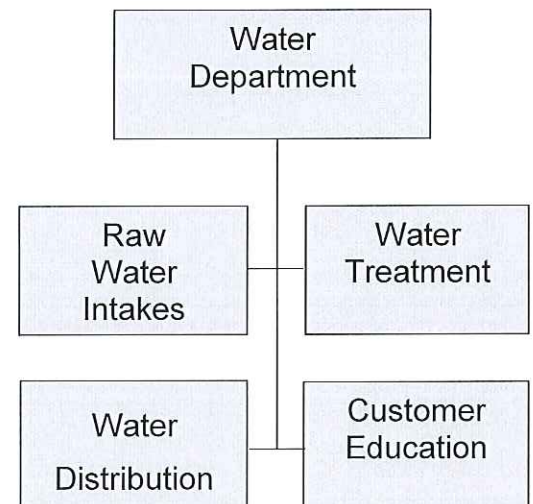 Water
Department
Raw
Water
Intakes
Water
Treatment
Water
Distribution
Customer
Education